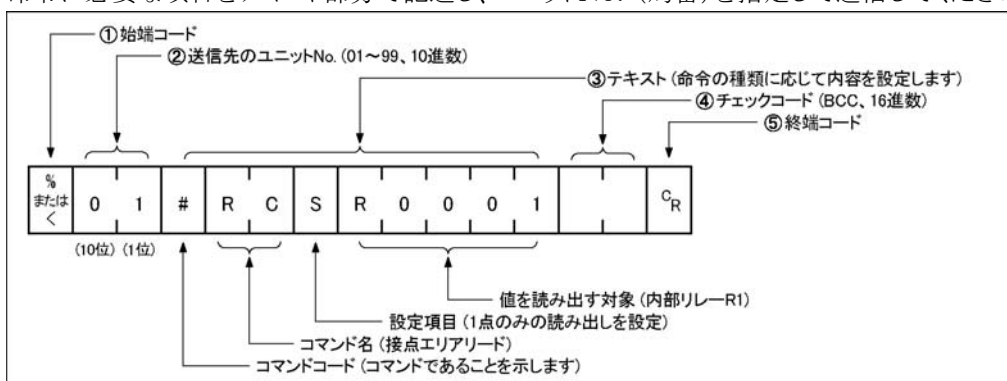 ①始端コード
②送信先のユニットNo. (01～99、10進数)
③テキスト (命令の種類に応じて内容を設定します)
④チェックコード (BCC、16進数)
⑤終端コード
%
または
<
0 1 # R C S R 0 0 0 1 CR
(10位) (1位)
値を読み出す対象 (内部リレーR1)
設定項目 (1点のみの読み出しを設定)
コマンド名 (接点エリアリード)
コマンドコード (コマンドであることを示します)